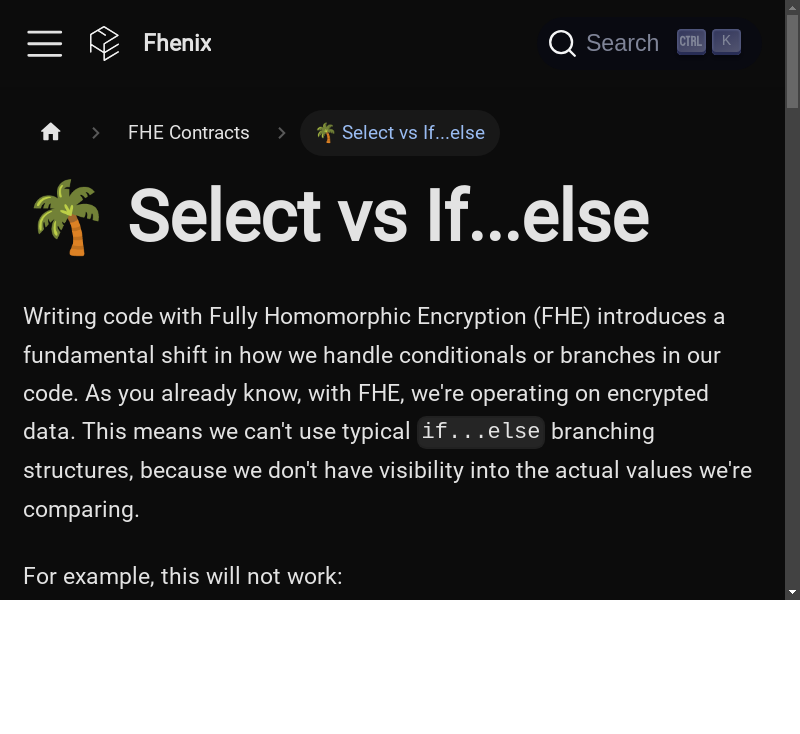 Fhenix
Search CTRL K
FHE Contracts
🌴 Select vs If...else
🌴 Select vs If...else
Writing code with Fully Homomorphic Encryption (FHE) introduces a
fundamental shift in how we handle conditionals or branches in our
code. As you already know, with FHE, we're operating on encrypted
data. This means we can't use typical if...else branching
structures, because we don't have visibility into the actual values we're
comparing.
For example, this will not work: